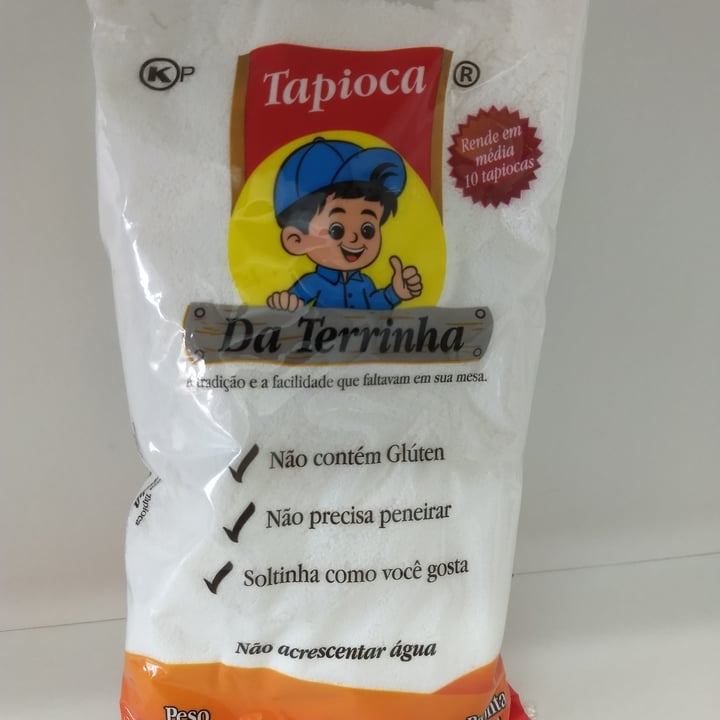 KP
Tapioca
®
Rende em
média
10 tapiocas
Da Terrinha
A tradição e a facilidade que faltavam em sua mesa.
Não contém Glúten
Não precisa peneirar
Soltinha como você gosta
Tapioca
Não acrescentar água
Peso